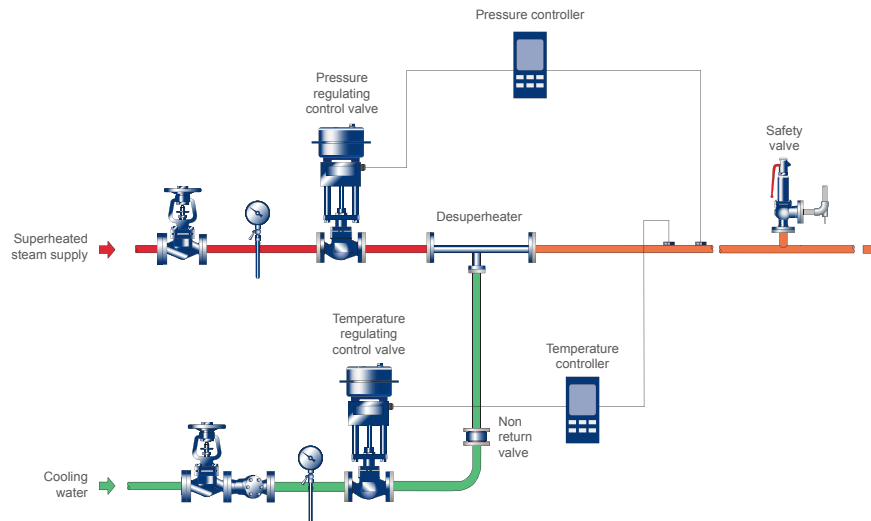 Pressure controller
Pressure
regulating
control valve
Safety
valve
Desuperheater
Superheated
steam supply
Temperature
regulating
control valve
Temperature
controller
Non
return
valve
Cooling
water